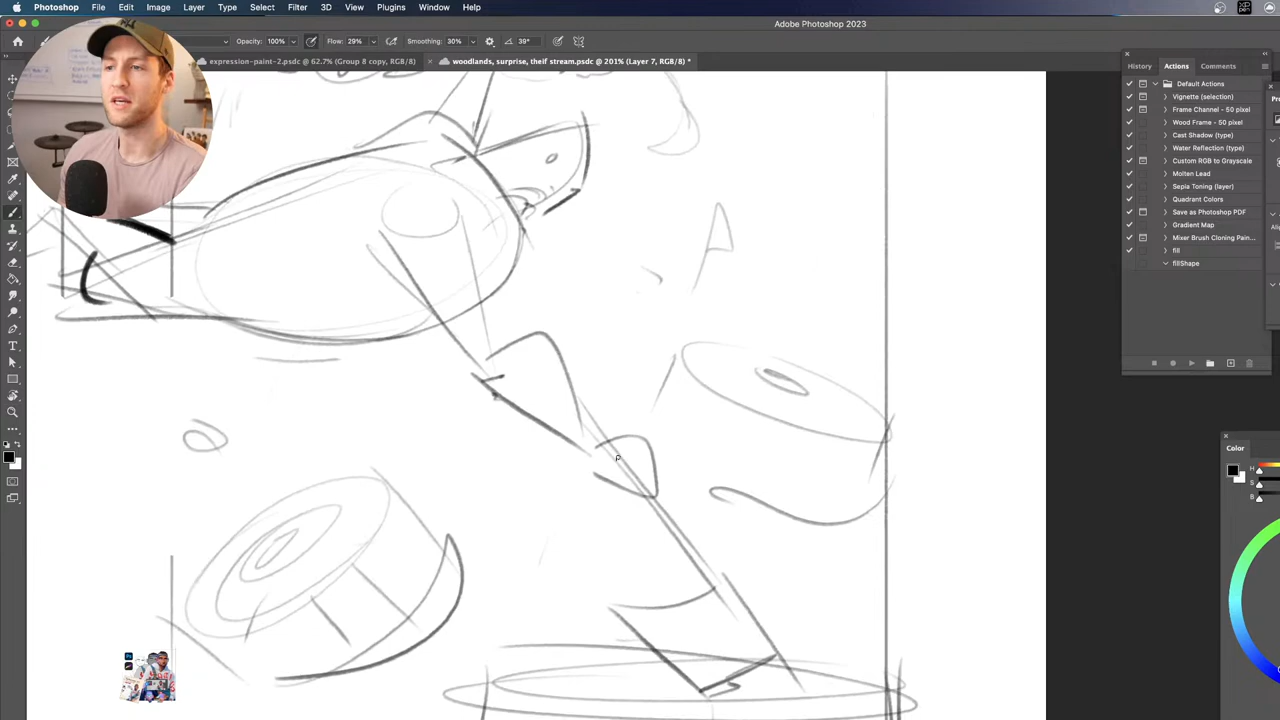 Photoshop File Edit Image Layer Type Select Filter 3D View Plugins Window Help
Adobe Photoshop 2023
Opacity: 100% Flow: 29% Smoothing: 30% 39°
expression-paint-2.psdc @ 62.7% (Group 8 copy, RGB/8)
woodlands, surprise, theif stream.psdc @ 201% (Layer 7, RGB/8) *
History Actions Comments
Default Actions
Vignette (selection)
Frame Channel - 50 pixel
Wood Frame - 50 pixel
Cast Shadow (type)
Water Reflection (type)
Custom RGB to Grayscale
Molten Lead
Sepia Toning (layer)
Quadrant Colors
Save as Photoshop PDF
Gradient Map
Mixer Brush Cloning Pain...
fill
fillShape
Color
H
S
B